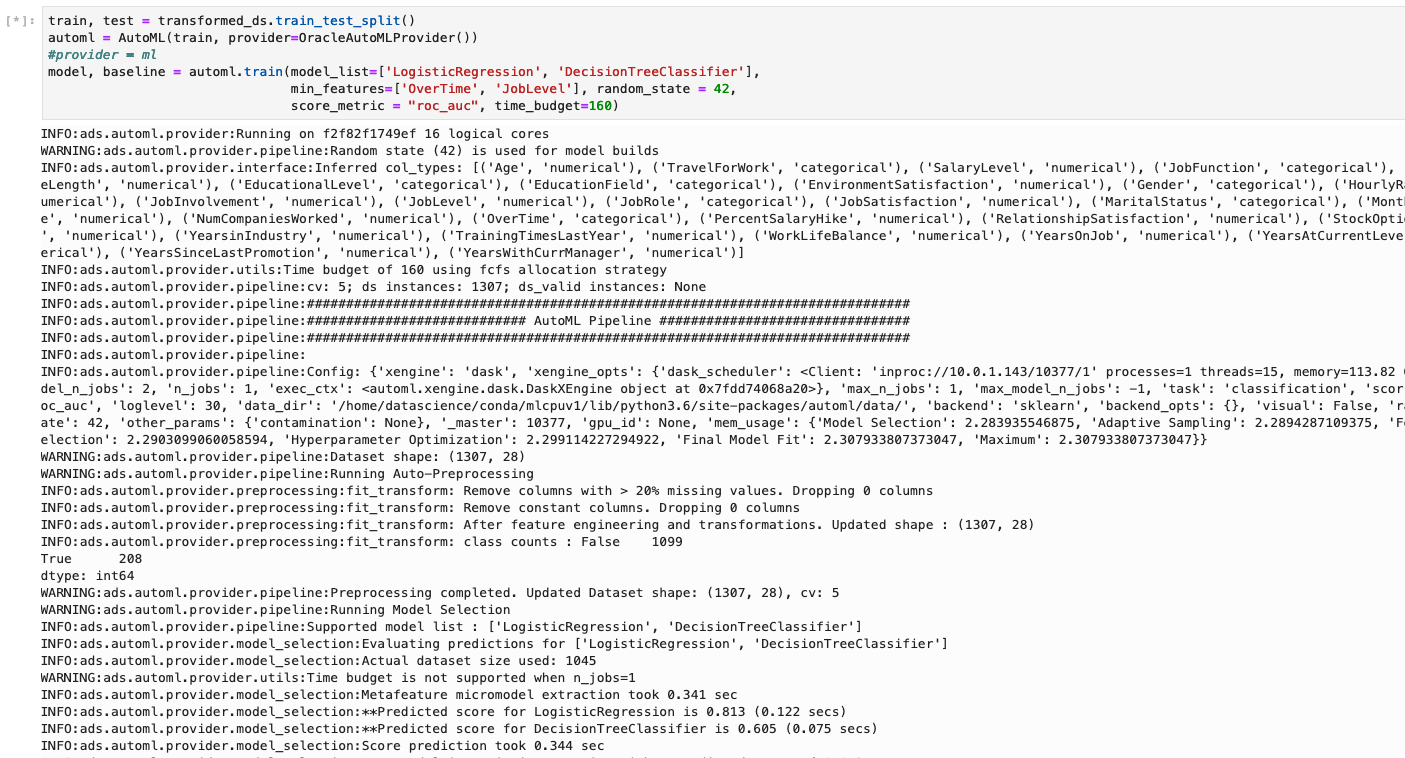 [*]:
train, test = transformed_ds.train_test_split()
automl = AutoML(train, provider=OracleAutoMLProvider())
#provider = ml
model, baseline = automl.train(model_list=['LogisticRegression', 'DecisionTreeClassifier'],
min_features=['OverTime', 'JobLevel'], random_state = 42,
score_metric = "roc_auc", time_budget=160)
INFO:ads.automl.provider:Running on f2f82f1749ef 16 logical cores
WARNING:ads.automl.provider.pipeline:Random state (42) is used for model builds
INFO:ads.automl.provider.interface:Inferred col_types: [('Age', 'numerical'), ('TravelForWork', 'categorical'), ('SalaryLevel', 'numerical'), ('JobFunction', 'categorical'),
eLength', 'numerical'), ('EducationalLevel', 'categorical'), ('EducationField', 'categorical'), ('EnvironmentSatisfaction', 'numerical'), ('Gender', 'categorical'), ('HourlyRa
umerical'), ('JobInvolvement', 'numerical'), ('JobLevel', 'numerical'), ('JobRole', 'categorical'), ('JobSatisfaction', 'numerical'), ('MaritalStatus', 'categorical'), ('Mont
e', 'numerical'), ('NumCompaniesWorked', 'numerical'), ('OverTime', 'categorical'), ('PercentSalaryHike', 'numerical'), ('RelationshipSatisfaction', 'numerical'), ('StockOptio
', 'numerical'), ('YearsinIndustry', 'numerical'), ('TrainingTimesLastYear', 'numerical'), ('WorkLifeBalance', 'numerical'), ('YearsOnJob', 'numerical'), ('YearsAtCurrentLeve
erical'), ('YearsSinceLastPromotion', 'numerical'), ('YearsWithCurrManager', 'numerical')]
INFO:ads.automl.provider.utils:Time budget of 160 using fcfs allocation strategy
INFO:ads.automl.provider.pipeline:cv: 5; ds instances: 1307; ds_valid instances: None
INFO:ads.automl.provider.pipeline:#############################################################################
INFO:ads.automl.provider.pipeline:############################ AutoML Pipeline ################################
INFO:ads.automl.provider.pipeline:#############################################################################
INFO:ads.automl.provider.pipeline:
INFO:ads.automl.provider.pipeline:Config: {'xengine': 'dask', 'xengine_opts': {'dask_scheduler': <Client: 'inproc://10.0.1.143/10377/1' processes=1 threads=15, memory=113.82
del_n_jobs': 2, 'n_jobs': 1, 'exec_ctx': <automl.xengine.dask.DaskXEngine object at 0x7fdd74068a20>}, 'max_n_jobs': 1, 'max_model_n_jobs': -1, 'task': 'classification', 'scor
oc_auc', 'loglevel': 30, 'data_dir': '/home/datascience/conda/mlcpuv1/lib/python3.6/site-packages/automl/data/', 'backend': 'sklearn', 'backend_opts': {}, 'visual': False, 'ra
ate': 42, 'other_params': {'contamination': None}, '_master': 10377, 'gpu_id': None, 'mem_usage': {'Model Selection': 2.283935546875, 'Adaptive Sampling': 2.2894287109375, 'Fe
election': 2.2903099060058594, 'Hyperparameter Optimization': 2.299114227294922, 'Final Model Fit': 2.307933807373047, 'Maximum': 2.307933807373047}}
WARNING:ads.automl.provider.pipeline:Dataset shape: (1307, 28)
WARNING:ads.automl.provider.pipeline:Running Auto-Preprocessing
INFO:ads.automl.provider.preprocessing:fit_transform: Remove columns with > 20% missing values. Dropping 0 columns
INFO:ads.automl.provider.preprocessing:fit_transform: Remove constant columns. Dropping 0 columns
INFO:ads.automl.provider.preprocessing:fit_transform: After feature engineering and transformations. Updated shape : (1307, 28)
INFO:ads.automl.provider.preprocessing:fit_transform: class counts : False    1099
True      208
dtype: int64
WARNING:ads.automl.provider.pipeline:Preprocessing completed. Updated Dataset shape: (1307, 28), cv: 5
WARNING:ads.automl.provider.pipeline:Running Model Selection
INFO:ads.automl.provider.pipeline:Supported model list : ['LogisticRegression', 'DecisionTreeClassifier']
INFO:ads.automl.provider.model_selection:Evaluating predictions for ['LogisticRegression', 'DecisionTreeClassifier']
INFO:ads.automl.provider.model_selection:Actual dataset size used: 1045
WARNING:ads.automl.provider.utils:Time budget is not supported when n_jobs=1
INFO:ads.automl.provider.model_selection:Metafeature micromodel extraction took 0.341 sec
INFO:ads.automl.provider.model_selection:**Predicted score for LogisticRegression is 0.813 (0.122 secs)
INFO:ads.automl.provider.model_selection:**Predicted score for DecisionTreeClassifier is 0.605 (0.075 secs)
INFO:ads.automl.provider.model_selection:Score prediction took 0.344 sec